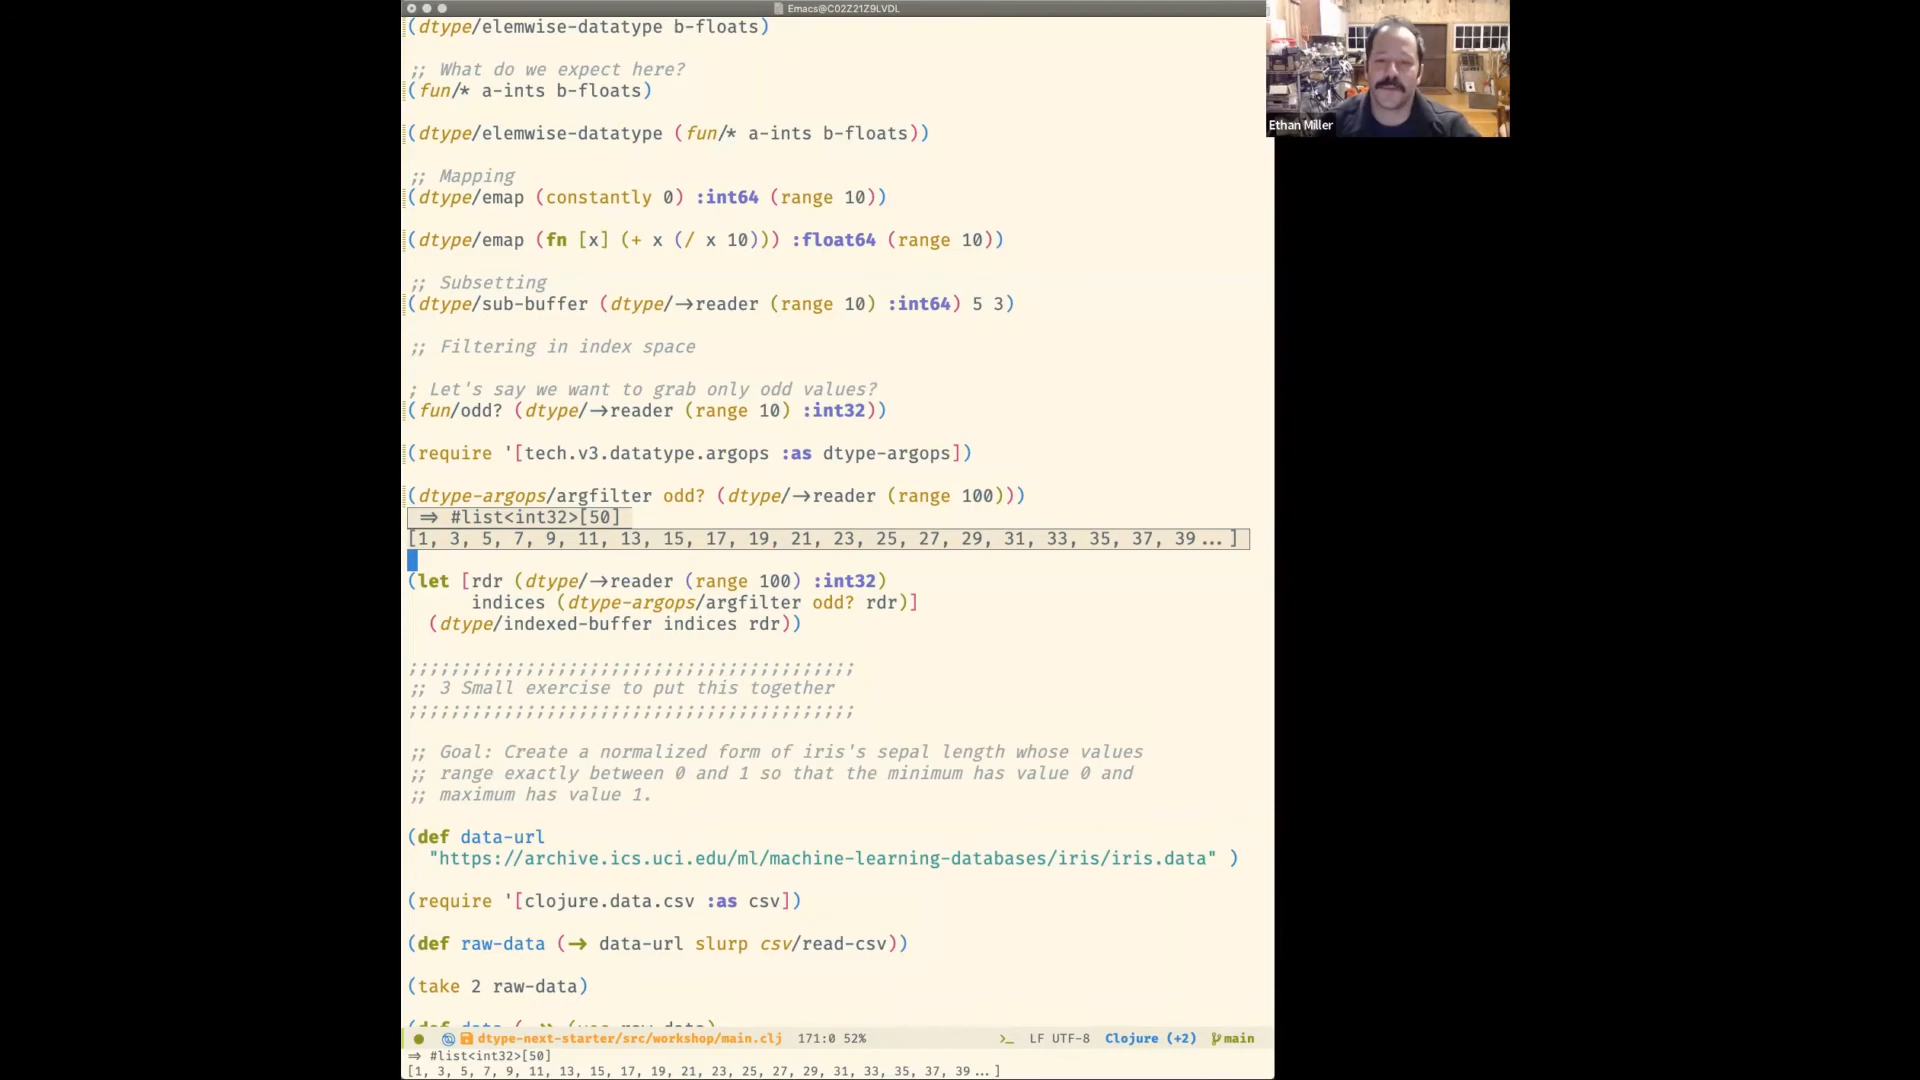 Emacs@C02Z21Z9LVDL
(dtype/elemwise-datatype b-floats)
;; What do we expect here?
(fun/* a-ints b-floats)
(dtype/elemwise-datatype (fun/* a-ints b-floats))
;; Mapping
(dtype/emap (constantly 0) :int64 (range 10))
(dtype/emap (fn [x] (+ x (/ x 10))) :float64 (range 10))
;; Subsetting
(dtype/sub-buffer (dtype/->reader (range 10) :int64) 5 3)
;; Filtering in index space
; Let's say we want to grab only odd values?
(fun/odd? (dtype/->reader (range 10) :int32))
(require '[tech.v3.datatype.argops :as dtype-argops])
(dtype-argops/argfilter odd? (dtype/->reader (range 100)))
=> #list<int32>[50]
[1, 3, 5, 7, 9, 11, 13, 15, 17, 19, 21, 23, 25, 27, 29, 31, 33, 35, 37, 39...]
(let [rdr (dtype/->reader (range 100) :int32)
indices (dtype-argops/argfilter odd? rdr)]
(dtype/indexed-buffer indices rdr))
;;;;;;;;;;;;;;;;;;;;;;;;;;;;;;;;;;;;;;;;;;
;; 3 Small exercise to put this together
;;;;;;;;;;;;;;;;;;;;;;;;;;;;;;;;;;;;;;;;;;
;; Goal: Create a normalized form of iris's sepal length whose values
;; range exactly between 0 and 1 so that the minimum has value 0 and
;; maximum has value 1.
(def data-url
"https://archive.ics.uci.edu/ml/machine-learning-databases/iris/iris.data" )
(require '[clojure.data.csv :as csv])
(def raw-data (-> data-url slurp csv/read-csv))
(take 2 raw-data)
dtype-next-starter/src/workshop/main.clj 171:0 52% >_ LF UTF-8 Clojure (+2) main
=> #list<int32>[50]
[1, 3, 5, 7, 9, 11, 13, 15, 17, 19, 21, 23, 25, 27, 29, 31, 33, 35, 37, 39...]
Ethan Miller